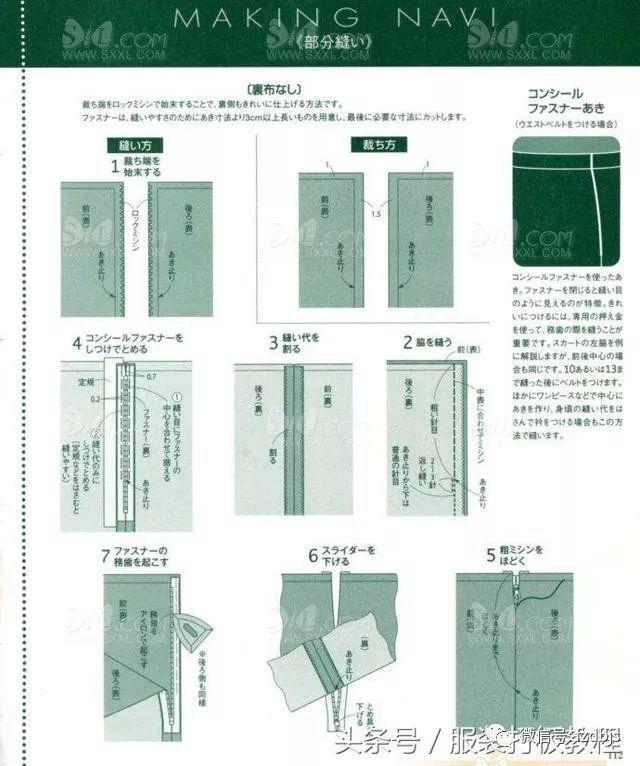 MAKING NAVI
《部分縫い》
〔裏布なし〕
裁ち端をロックミシンで始末することで、裏側もきれいに仕上げる方法です。
ファスナーは、縫いやすさのためにあき寸法より3cm以上長いものを用意し、最後に必要な寸法にカットします。
コンシール
ファスナーあき
(ウエストベルトをつける場合)
コンシールファスナーを使ったあ
き。ファスナーを閉じると縫い目
のように見えるのが特徴。きれ
いにつけるには、専用の押え金
を使って、務歯の際を縫うことが
重要です。スカートの左脇を例
に解説しますが、前後中心の場
合も同じです。10あるいは13ま
で縫った後にベルトをつけます。
ほかにワンピースなどで中心に
あきを作り、身頃の縫い代をは
さんで衿をつける場合もこの方
法で縫います。
縫い方
1 裁ち端を
始末する
前(表)
あき止り
ロックミシン
後ろ(表)
あき止り
裁ち方
1
1
1.5
前(表)
あき止り
後ろ(表)
あき止り
2 脇を縫う
前(表)
後ろ(裏)
粗い針目
2〜3針
返し縫い
あき止りから下は
普通の針目
中表に合わせてミシン
あき止り
3 縫い代を
割る
後ろ(裏)
前(裏)
割る
4 コンシールファスナーを
しつけでとめる
定規
0.7
0.2
①縫い目にファスナーの
中心を合わせて据える
ファスナー(裏)
②縫い代のみに
しつけでとめる
(定規などをはさむと
縫いやすい)
あき止り
5 粗ミシンを
ほどく
前(表)
あき止りまで
ほどく
後ろ(表)
あき止り
6 スライダーを
下げる
(裏)
あき止り
とめ具
下げる
7 ファスナーの
務歯を起こす
前(裏)
務歯を
アイロンで起こす
後ろ(表)
あき止り
※後ろ側も同様
112
SXXL.COM
WWW.SXXL.COM
头条号/服装打板教程